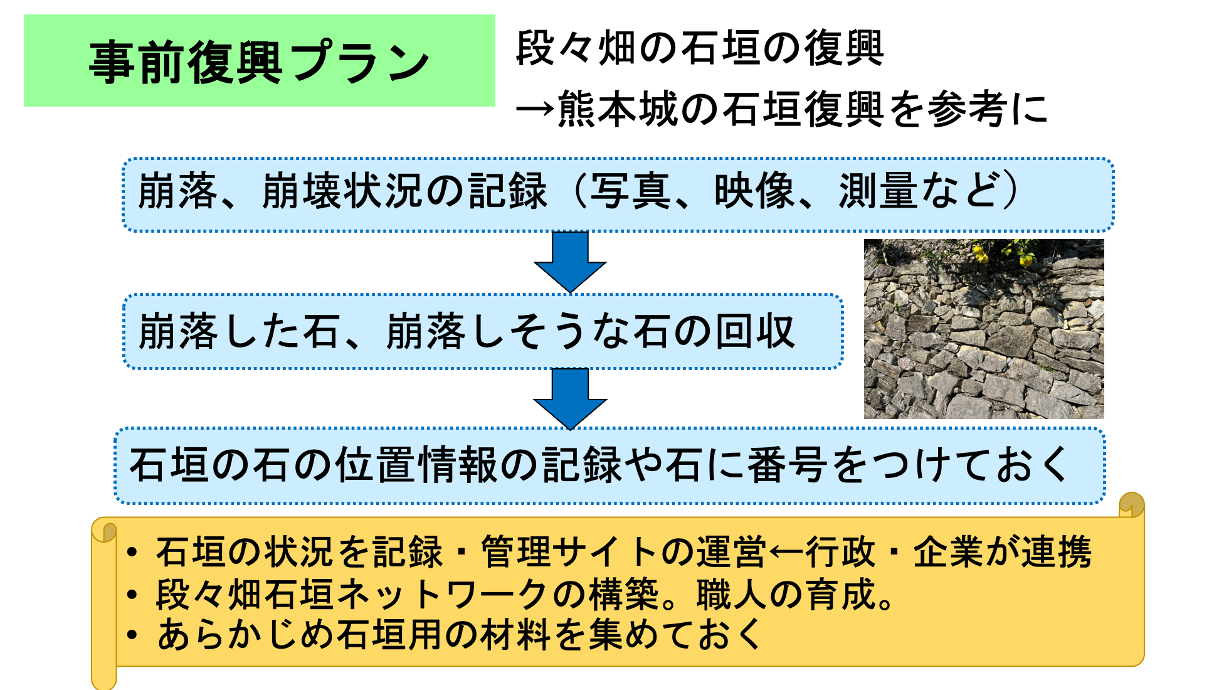 事前復興プラン
段々畑の石垣の復興
→熊本城の石垣復興を参考に
崩落、崩壊状況の記録（写真、映像、測量など）
崩落した石、崩落しそうな石の回収
石垣の石の位置情報の記録や石に番号をつけておく
• 石垣の状況を記録・管理サイトの運営←行政・企業が連携
• 段々畑石垣ネットワークの構築。職人の育成。
• あらかじめ石垣用の材料を集めておく